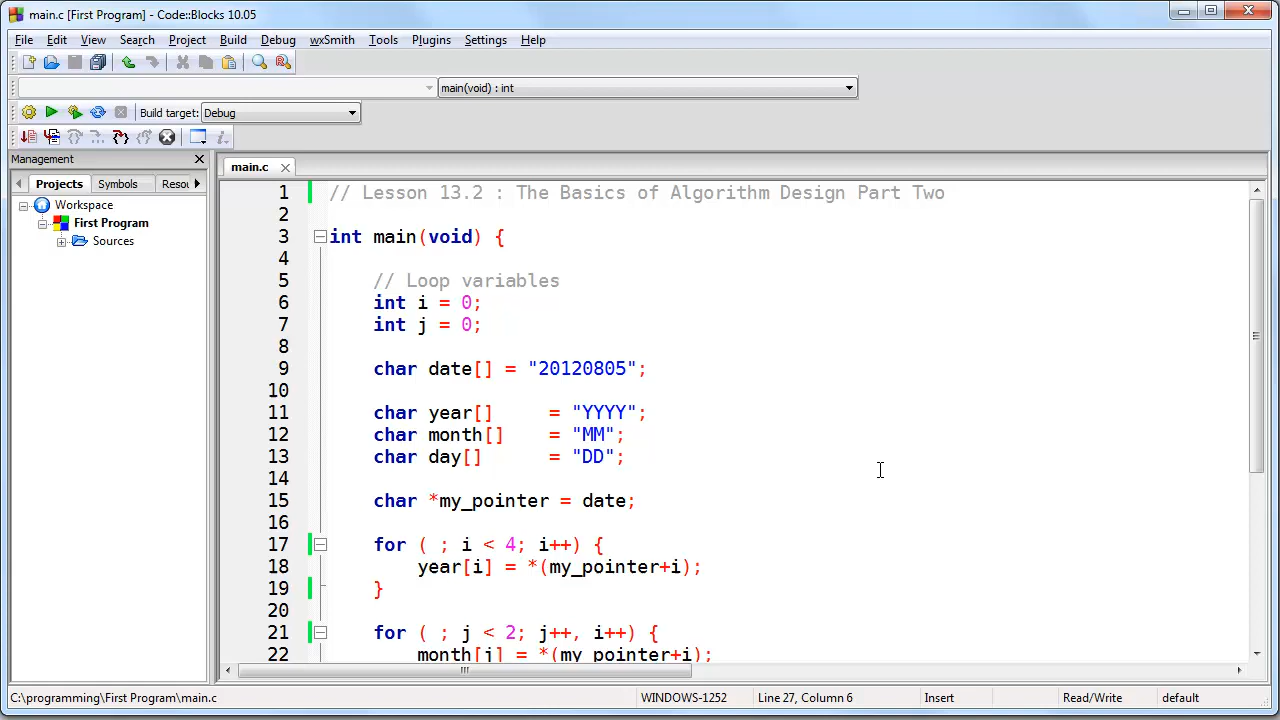 main.c [First Program] - Code::Blocks 10.05
File Edit View Search Project Build Debug wxSmith Tools Plugins Settings Help
main(void) : int
Build target: Debug
Management
main.c
Projects Symbols Resou
Workspace
First Program
Sources
1 // Lesson 13.2 : The Basics of Algorithm Design Part Two
2
3 int main(void) {
4
5 // Loop variables
6 int i = 0;
7 int j = 0;
8
9 char date[] = "20120805";
10
11 char year[] = "YYYY";
12 char month[] = "MM";
13 char day[] = "DD";
14
15 char *my_pointer = date;
16
17 for ( ; i < 4; i++) {
18 year[i] = *(my_pointer+i);
19 }
20
21 for ( ; j < 2; j++, i++) {
22 month[j] = *(my_pointer+i);
C:\programming\First Program\main.c WINDOWS-1252 Line 27, Column 6 Insert Read/Write default